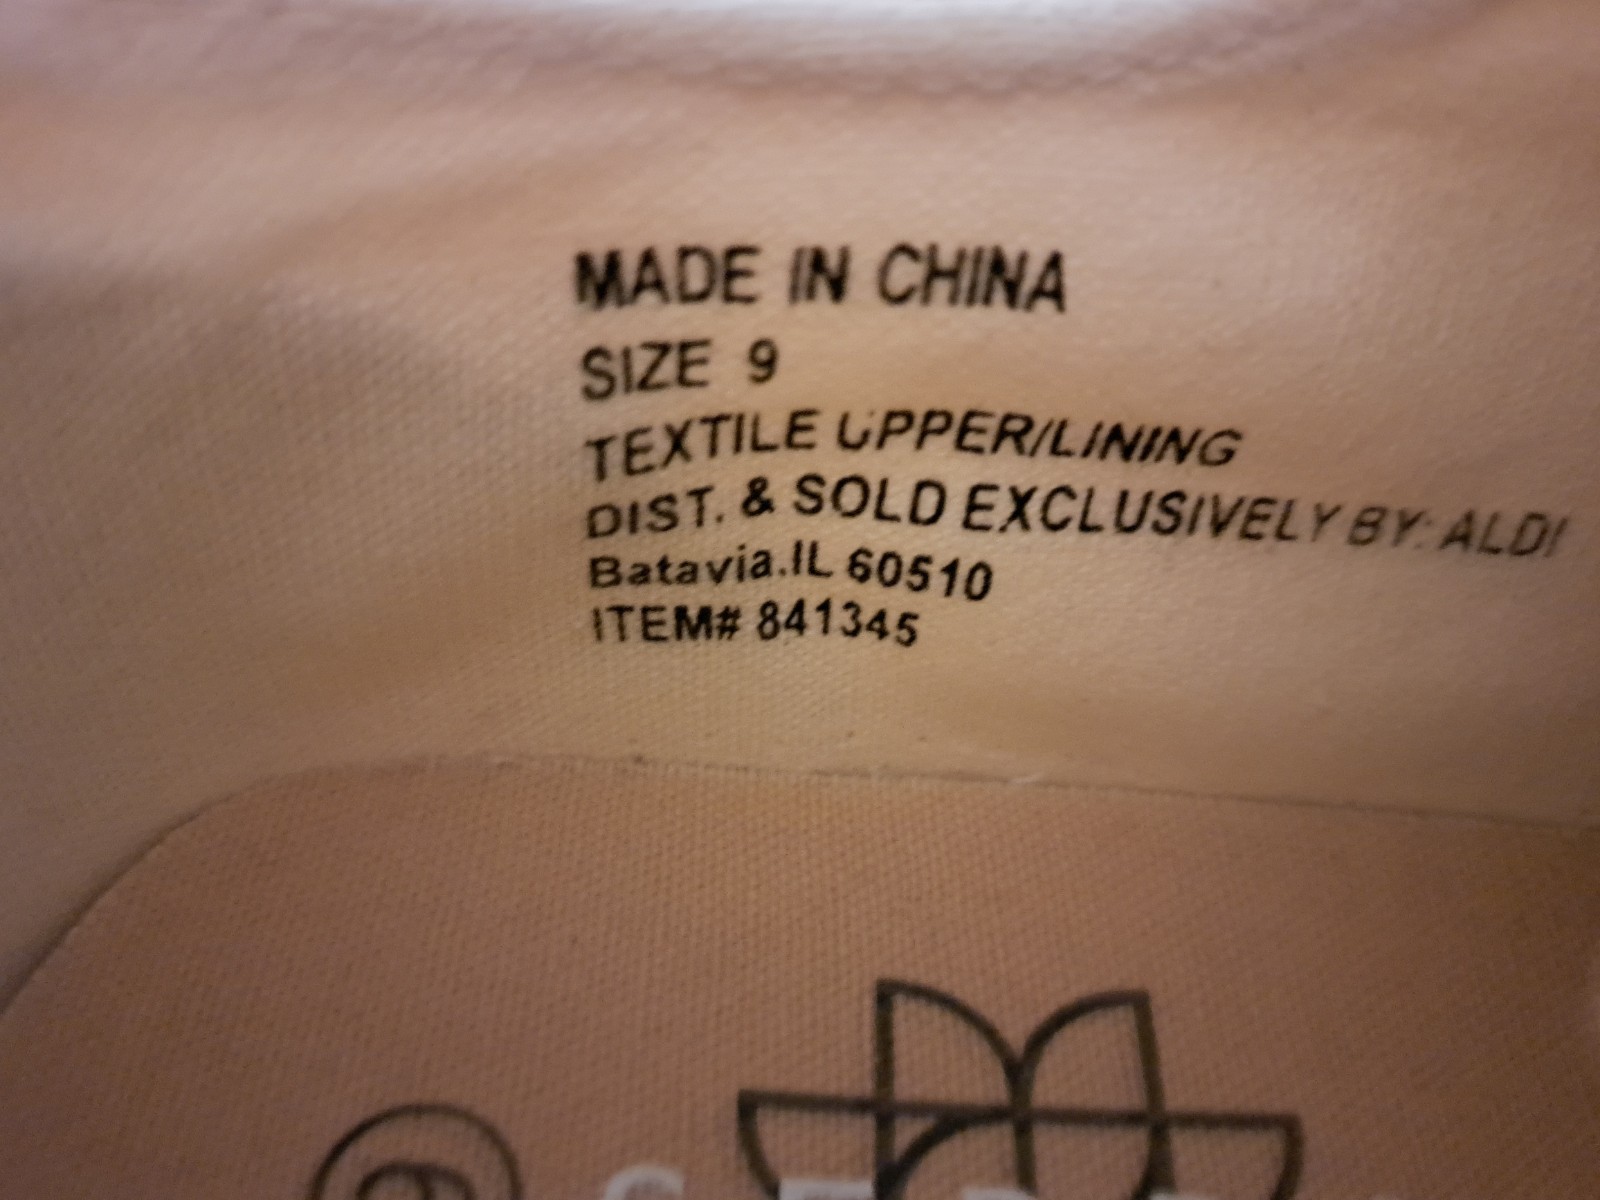 MADE IN CHINA
SIZE 9
TEXTILE UPPER/LINING
DIST. & SOLD EXCLUSIVELY BY: ALDI
Batavia.IL 60510
ITEM# 841345